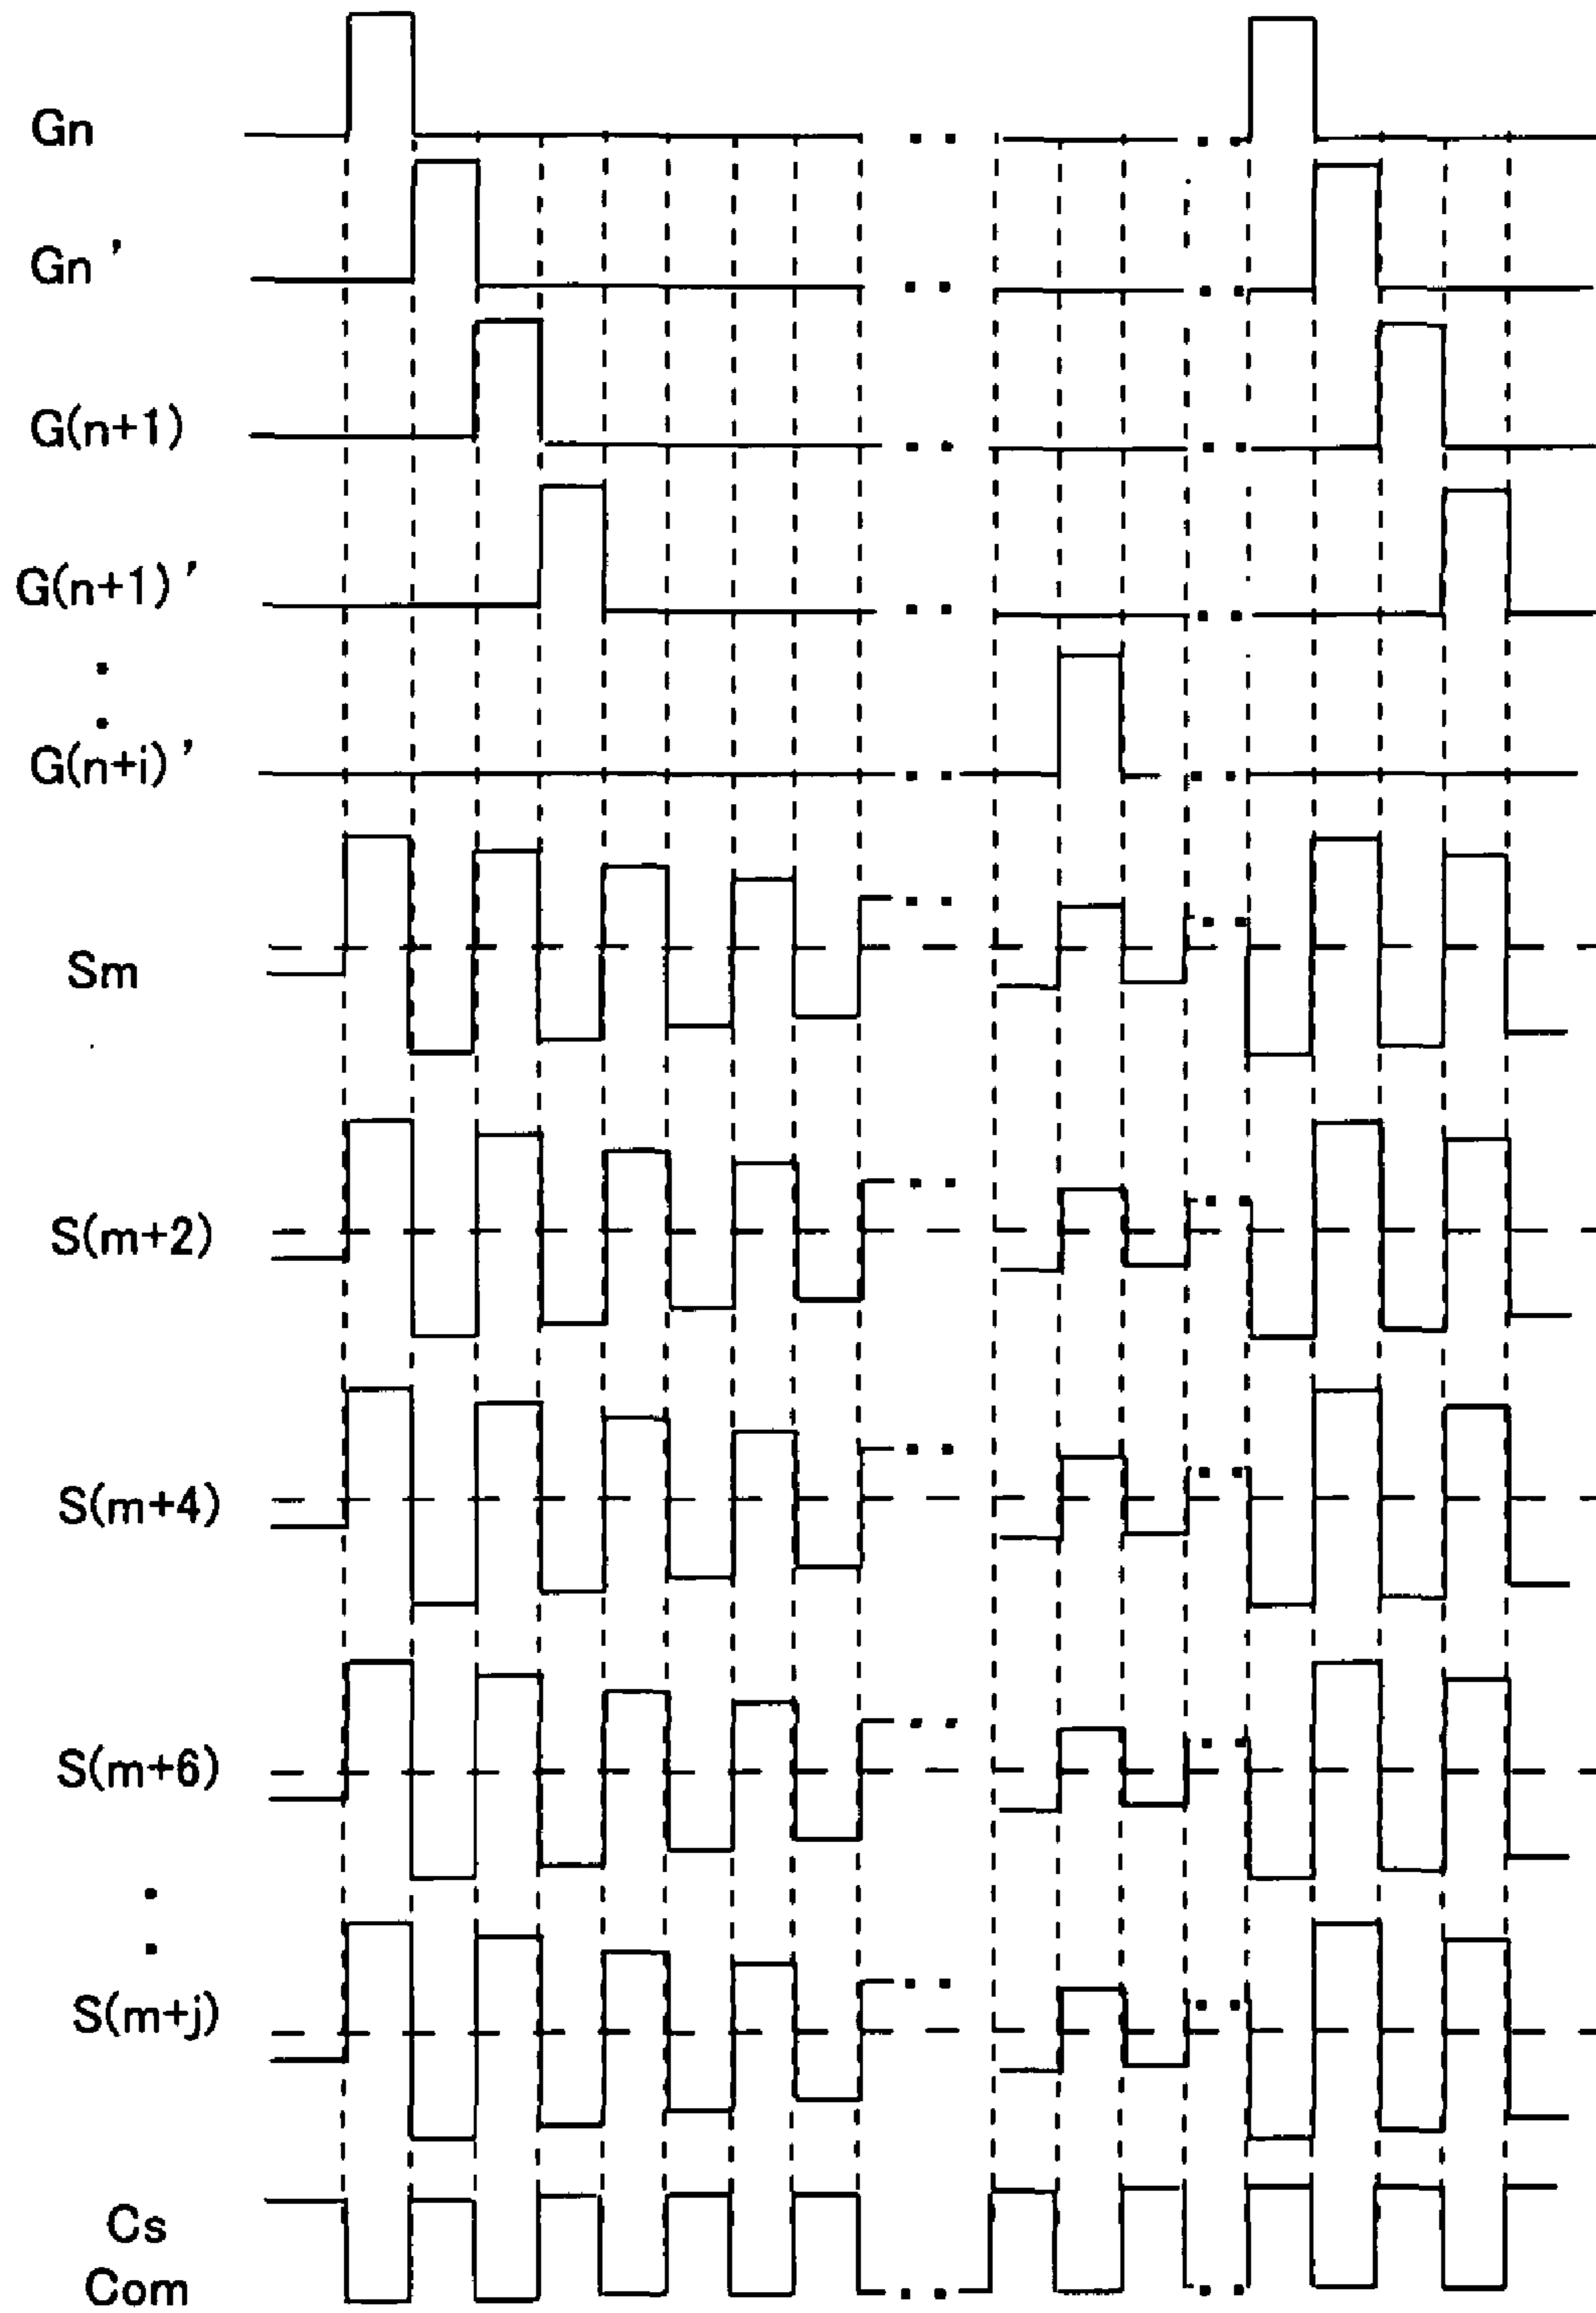 Gn
Gn'
G(n+1)
G(n+1)'
G(n+i)'
Sm
S(m+2)
S(m+4)
S(m+6)
S(m+j)
Cs
Com